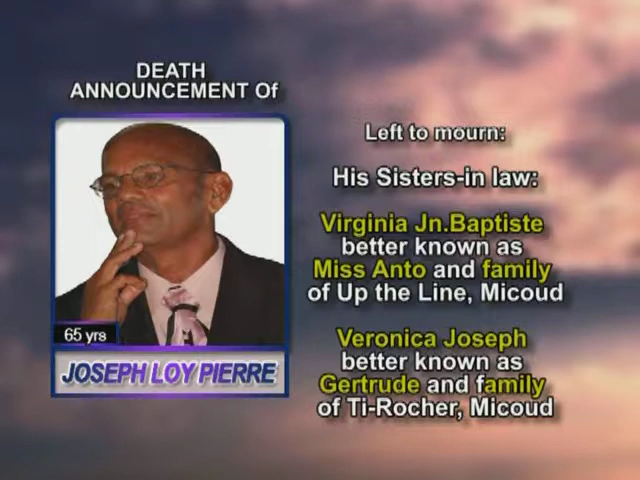 DEATH
ANNOUNCEMENT Of
65 yrs
JOSEPH LOY PIERRE
Left to mourn:
His Sisters-in law:
Virginia Jn.Baptiste
better known as
Miss Anto and family
of Up the Line, Micoud
Veronica Joseph
better known as
Gertrude and family
of Ti-Rocher, Micoud